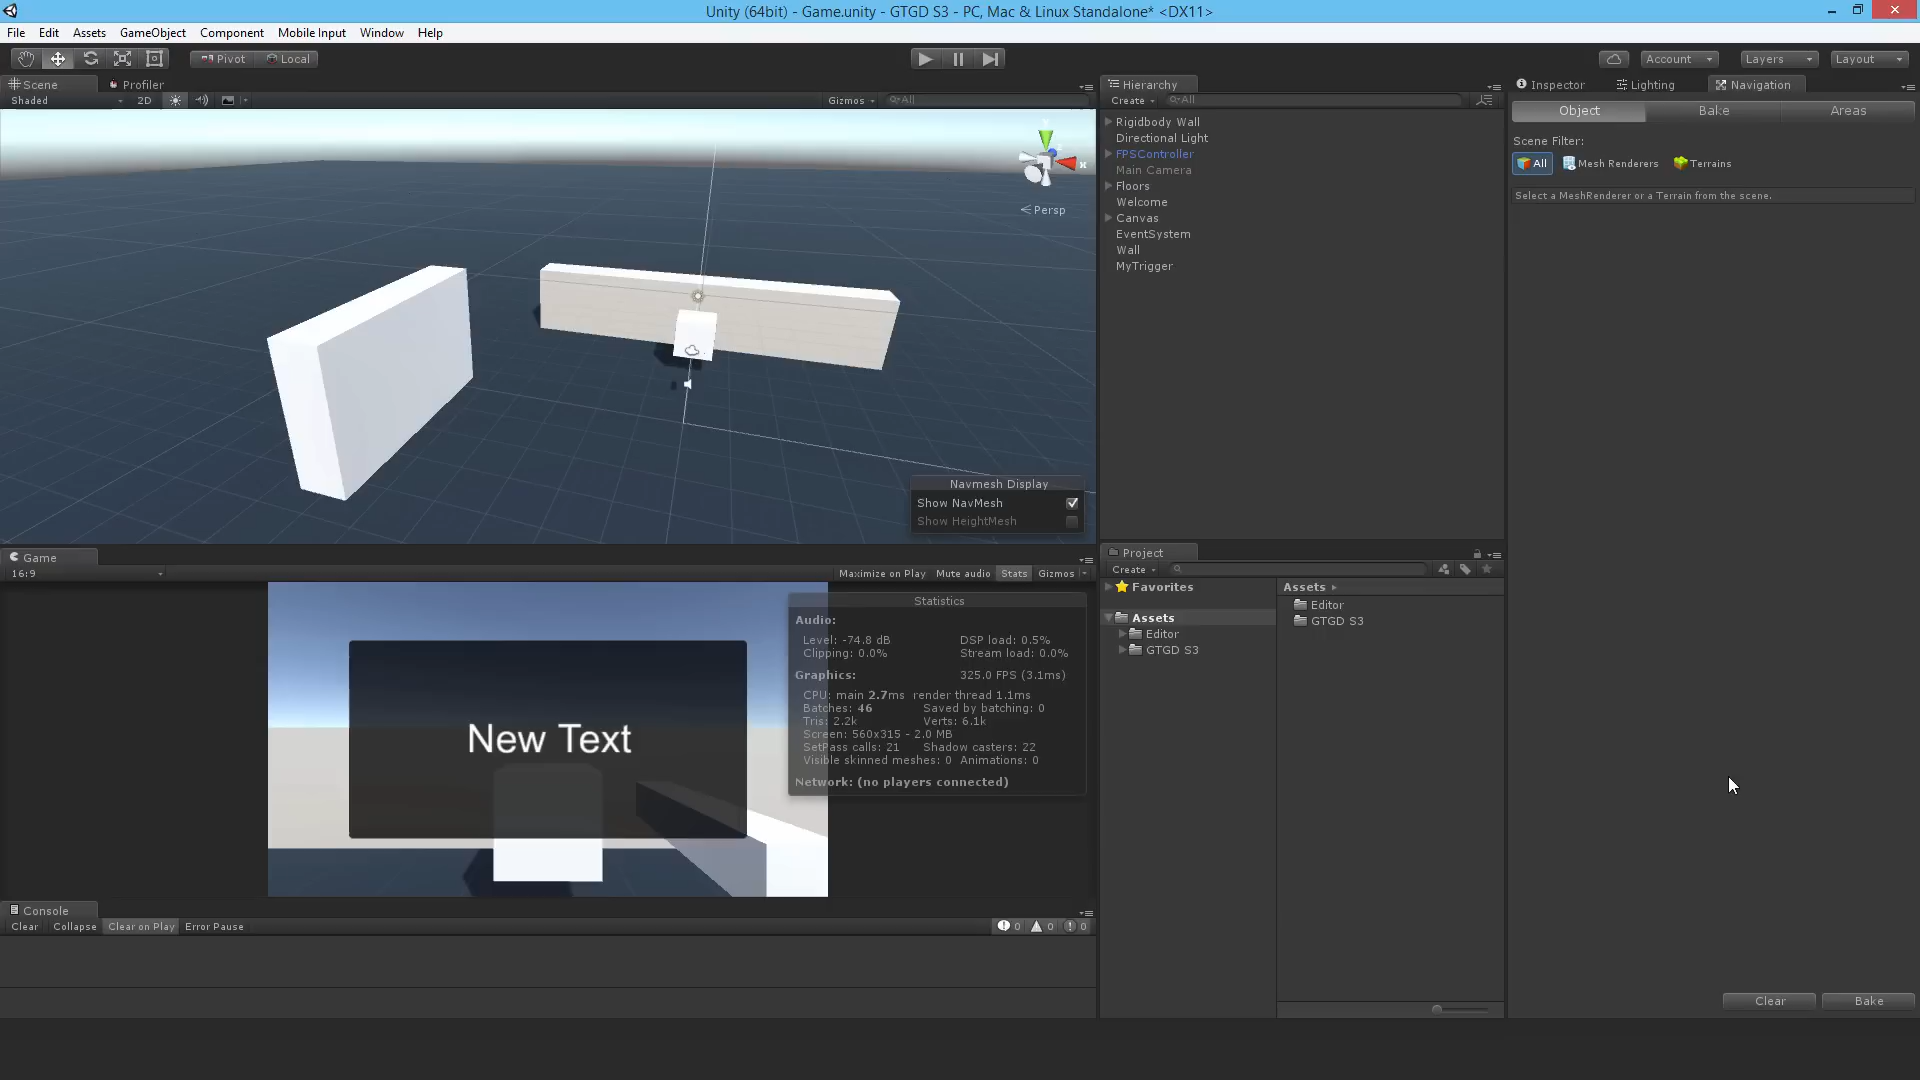 Unity (64bit) - Game.unity - GTGD S3 - PC, Mac & Linux Standalone* <DX11>
File Edit Assets GameObject Component Mobile Input Window Help
Pivot Local
Account Layers Layout
Scene Profiler
Shaded 2D Gizmos All
x
Persp
Navmesh Display
Show NavMesh
Show HeightMesh
Hierarchy
Create All
Rigidbody Wall
Directional Light
FPSController
Main Camera
Floors
Welcome
Canvas
EventSystem
Wall
MyTrigger
Inspector Lighting Navigation
Object Bake Areas
Scene Filter:
All Mesh Renderers Terrains
Select a MeshRenderer or a Terrain from the scene.
Game
16:9 Maximize on Play Mute audio Stats Gizmos
New Text
Statistics
Audio:
Level: -74.8 dB DSP load: 0.5%
Clipping: 0.0% Stream load: 0.0%
Graphics: 325.0 FPS (3.1ms)
CPU: main 2.7ms render thread 1.1ms
Batches: 46 Saved by batching: 0
Tris: 2.2k Verts: 6.1k
Screen: 560x315 - 2.0 MB
SetPass calls: 21 Shadow casters: 22
Visible skinned meshes: 0 Animations: 0
Network: (no players connected)
Project
Create
Favorites
Assets
Editor
GTGD S3
Assets
Editor
GTGD S3
Console
Clear Collapse Clear on Play Error Pause 0 0 0
Clear Bake